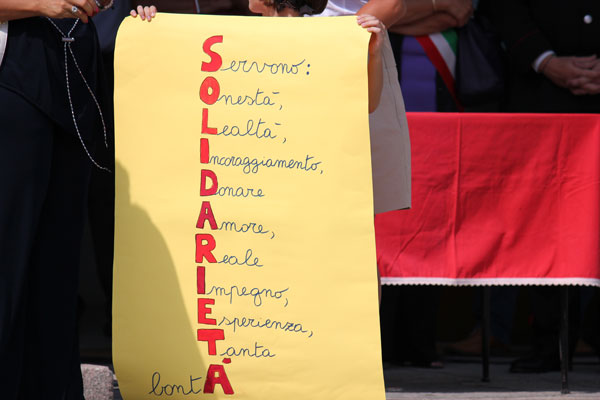 Servono:
Onestà,
Lealtà,
Incoraggiamento,
Donare
Amore,
Reale
Impegno,
Esperienza,
Tanta
bontÀ